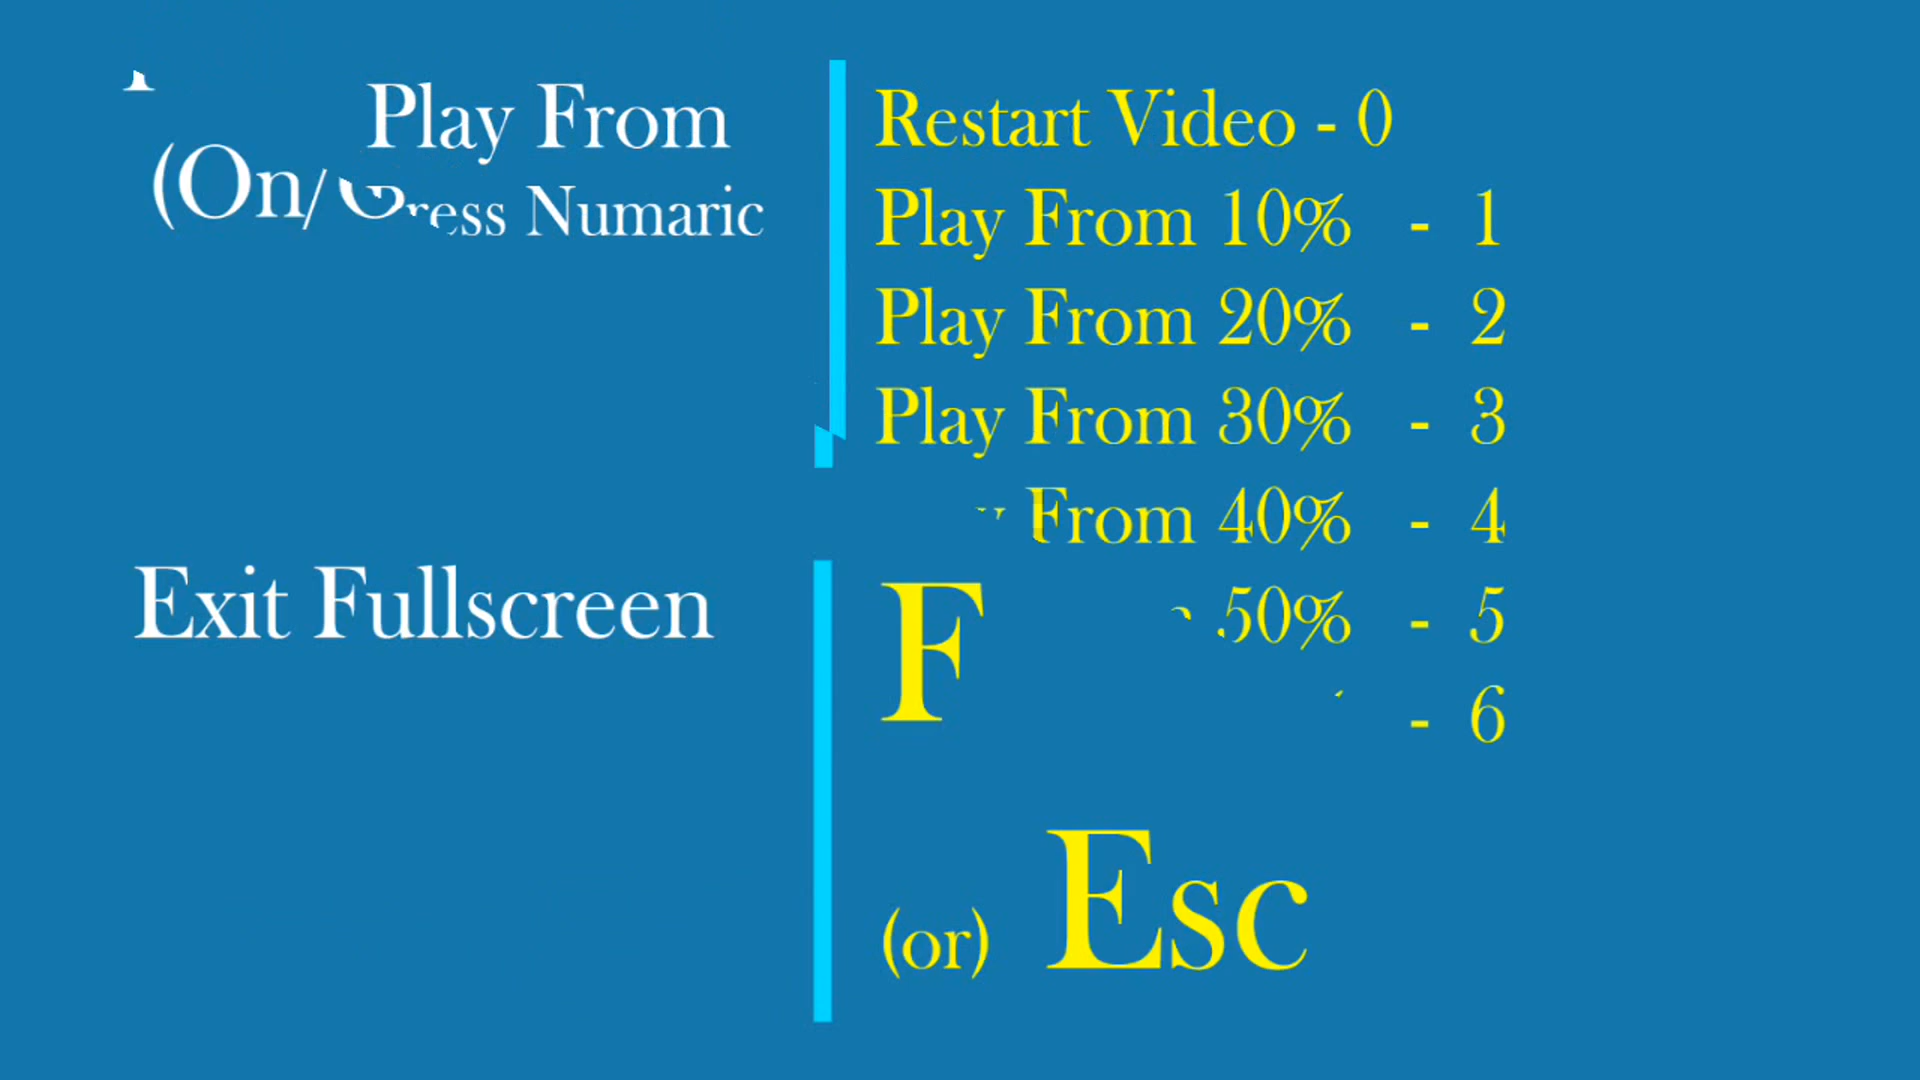 Play From
(On/
Numaric
Exit Fullscreen
Restart Video - 0
Play From 10% - 1
Play From 20% - 2
Play From 30% - 3
From 40% - 4
50% - 5
- 6
F
(or) Esc